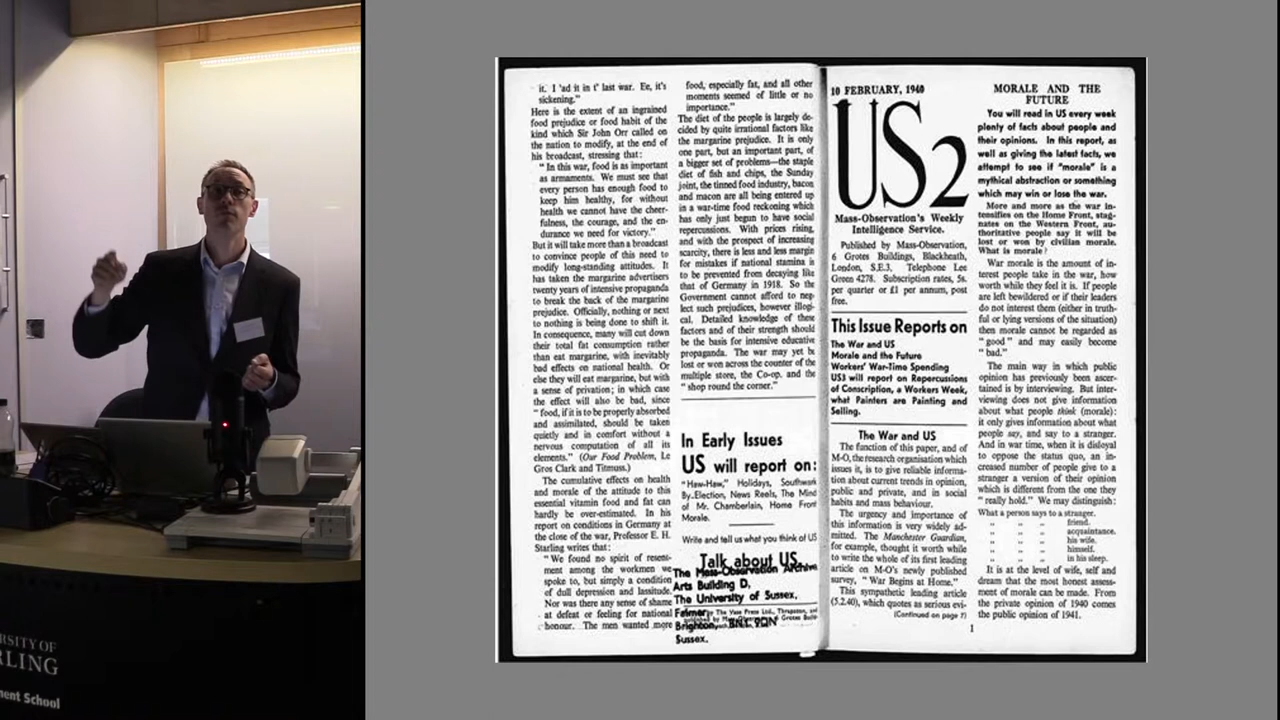 it. I 'ad it in t' last war. Ee, it's
sickening."
Here is the extent of an ingrained
food prejudice or food habit of the
kind which Sir John Orr called on
the nation to modify, at the end of
his broadcast, stressing that:
" In this war, food is as important
as armaments. We must see that
every person has enough food to
keep him healthy, for without
health we cannot have the cheer-
fulness, the courage, and the en-
durance we need for victory."
But it will take more than a broadcast
to convince people of this need to
modify long-standing attitudes. It
has taken the margarine advertisers
twenty years of intensive propaganda
to break the back of the margarine
prejudice. Officially, nothing or next
to nothing is being done to shift it.
In consequence, many will cut down
their total fat consumption rather
than eat margarine, with inevitably
bad effects on national health. Or
else they will eat margarine, but with
a sense of privation; in which case
the effect will also be bad, since
" food, if it is to be properly absorbed
and assimilated, should be taken
quietly and in comfort without a
nervous computation of all its
elements." (Our Food Problem, Le
Gros Clark and Titmuss.)
The cumulative effects on health
and morale of the attitude to this
essential vitamin food and fat can
hardly be over-estimated. In his
report on conditions in Germany at
the close of the war, Professor E. H.
Starling writes that:
" We found no spirit of resent-
ment among the workmen we
spoke to, but simply a condition
of dull depression and lassitude.
Nor was there any sense of shame
at defeat or feeling for national
honour. The men wanted more
food, especially fat, and all other
moments seemed of little or no
importance."
The diet of the people is largely de-
cided by quite irrational factors like
the margarine prejudice. It is only
one part, but an important part, of
a bigger set of problems—the staple
diet of fish and chips, the Sunday
joint, the tinned food industry, bacon
and macon are all being entered up
in a war-time food reckoning which
has only just begun to have social
repercussions. With prices rising,
and with the prospect of increasing
scarcity, there is less and less margin
for mistakes if national stamina is
to be prevented from decaying like
that of Germany in 1918. So the
Government cannot afford to neg-
lect such prejudices, however illogi-
cal. Detailed knowledge of these
factors and of their strength should
be the basis for intensive educative
propaganda. The war may yet be
lost or won across the counter of the
multiple store, the Co-op. and the
" shop round the corner."
In Early Issues
US will report on:
"Haw-Haw," Holidays, Southwark
By-Election, News Reels, The Mind
of Mr. Chamberlain, Home Front
Morale.
Write and tell us what you think of US
Talk about US
The Mass-Observation Archive
Arts Building D,
The University of Sussex,
Falmer,
Brighton, BN1 9QN
Sussex.
10 FEBRUARY, 1940
US2
Mass-Observation's Weekly
Intelligence Service.
Published by Mass-Observation,
6 Grotes Buildings, Blackheath,
London, S.E.3. Telephone Lee
Green 4278. Subscription rates, 5s.
per quarter or £1 per annum, post
free.
This Issue Reports on
The War and US
Morale and the Future
Workers' War-Time Spending
US3 will report on Repercussions
of Conscription, a Workers Week,
what Painters are Painting and
Selling.
The War and US
The function of this paper, and of
M-O, the research organisation which
issues it, is to give reliable informa-
tion about current trends in opinion,
public and private, and in social
habits and mass behaviour.
The urgency and importance of
this information is very widely ad-
mitted. The Manchester Guardian,
for example, thought it worth while
to write the whole of its first leading
article on M-O's newly published
survey, " War Begins at Home."
This sympathetic leading article
(5.2.40), which quotes as serious evi-
(Continued on page 7)
MORALE AND THE
FUTURE
You will read in US every week
plenty of facts about people and
their opinions. In this report, as
well as giving the latest facts, we
attempt to see if "morale" is a
mythical abstraction or something
which may win or lose the war.
More and more as the war in-
tensifies on the Home Front, stag-
nates on the Western Front, au-
thoritative people say it will be
lost or won by civilian morale.
What is morale?
War morale is the amount of in-
terest people take in the war, how
worth while they feel it is. If people
are left bewildered or if their leaders
do not interest them (either in truth-
ful or lying versions of the situation)
then morale cannot be regarded as
" good " and may easily become
" bad."
The main way in which public
opinion has previously been ascer-
tained is by interviewing. But inter-
viewing does not give information
about what people think (morale):
it only gives information about what
people say, and say to a stranger.
And in war time, when it is disloyal
to oppose the status quo, an in-
creased number of people give to a
stranger a version of their opinion
which is different from the one they
" really hold." We may distinguish:
What a person says to a stranger.
" " " friend.
" " " acquaintance.
" " " his wife.
" " " himself.
" " " in his sleep.
It is at the level of wife, self and
dream that the most honest assess-
ment of morale can be made. From
the private opinion of 1940 comes
the public opinion of 1941.
1
RSITY OF
RLING
ment School